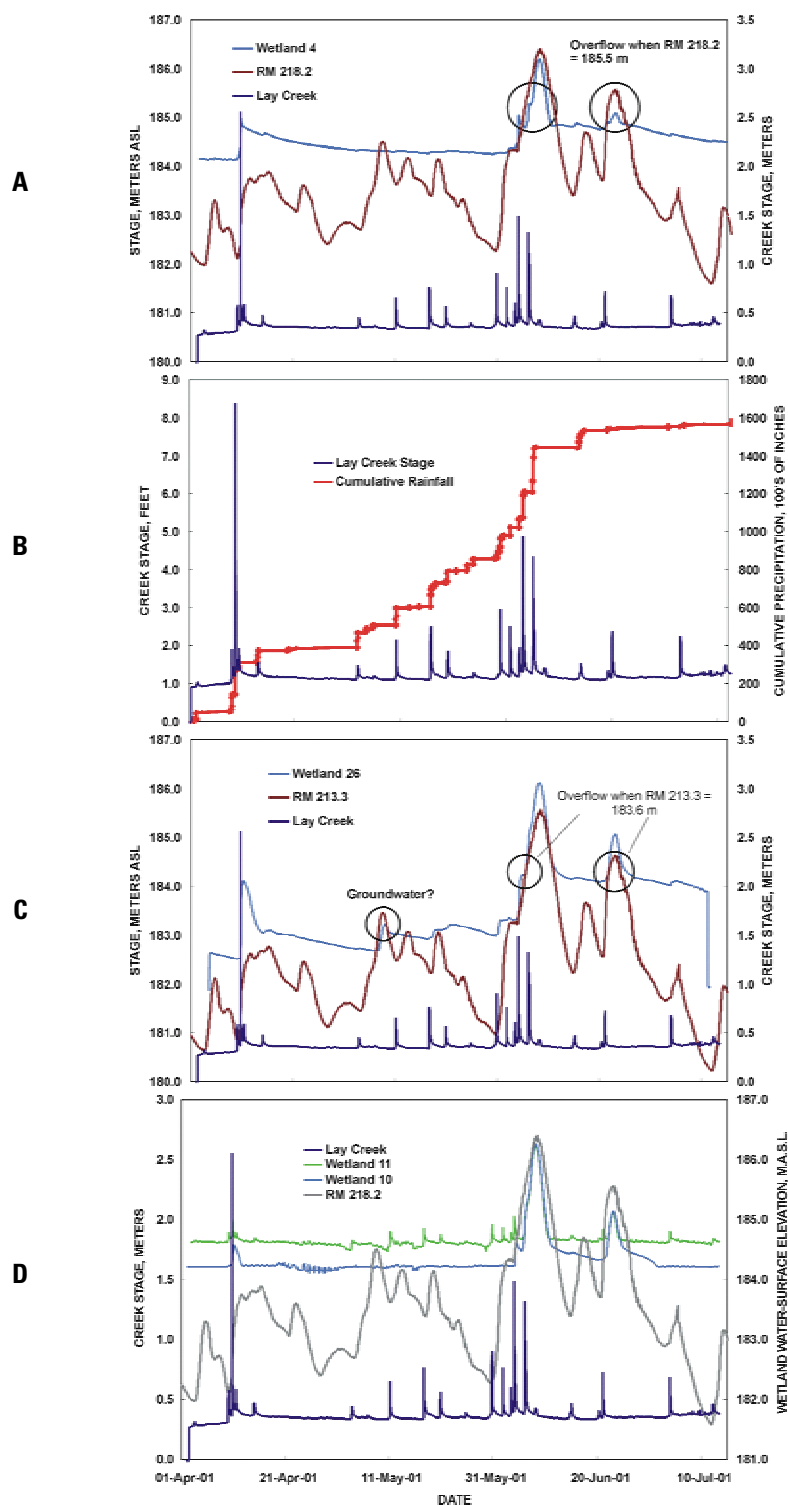 A
187.0
186.0
185.0
184.0
183.0
182.0
181.0
180.0
STAGE, METERS ASL
Wetland 4
RM 218.2
Lay Creek
Overflow when RM 218.2
= 185.5 m
3.5
3.0
2.5
2.0
1.5
1.0
0.5
0.0
CREEK STAGE, METERS
B
9.0
8.0
7.0
6.0
5.0
4.0
3.0
2.0
1.0
0.0
CREEK STAGE, FEET
Lay Creek Stage
Cumulative Rainfall
1800
1600
1400
1200
1000
800
600
400
200
0
CUMULATIVE PRECIPITATION, 100'S OF INCHES
C
187.0
186.0
185.0
184.0
183.0
182.0
181.0
180.0
STAGE, METERS ASL
Wetland 26
RM 213.3
Lay Creek
Groundwater?
Overflow when RM 213.3 =
183.6 m
3.5
3.0
2.5
2.0
1.5
1.0
0.5
0.0
CREEK STAGE, METERS
D
3.0
2.5
2.0
1.5
1.0
0.5
0.0
CREEK STAGE, METERS
Lay Creek
Wetland 11
Wetland 10
RM 218.2
187.0
186.0
185.0
184.0
183.0
182.0
181.0
WETLAND WATER-SURFACE ELEVATION, M.A.S.L.
01-Apr-01
21-Apr-01
11-May-01
31-May-01
20-Jun-01
10-Jul-01
DATE